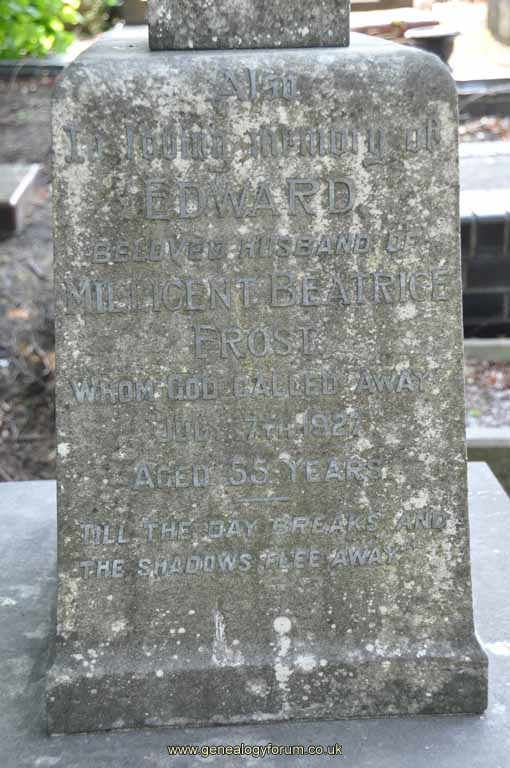 Also
In loving memory of
EDWARD
BELOVED HUSBAND OF
MILLICENT BEATRICE
FROST
WHOM GOD CALLED AWAY
JULY 7TH 1927
AGED 55 YEARS
TILL THE DAY BREAKS AND
THE SHADOWS FLEE AWAY
www.genealogyforum.co.uk